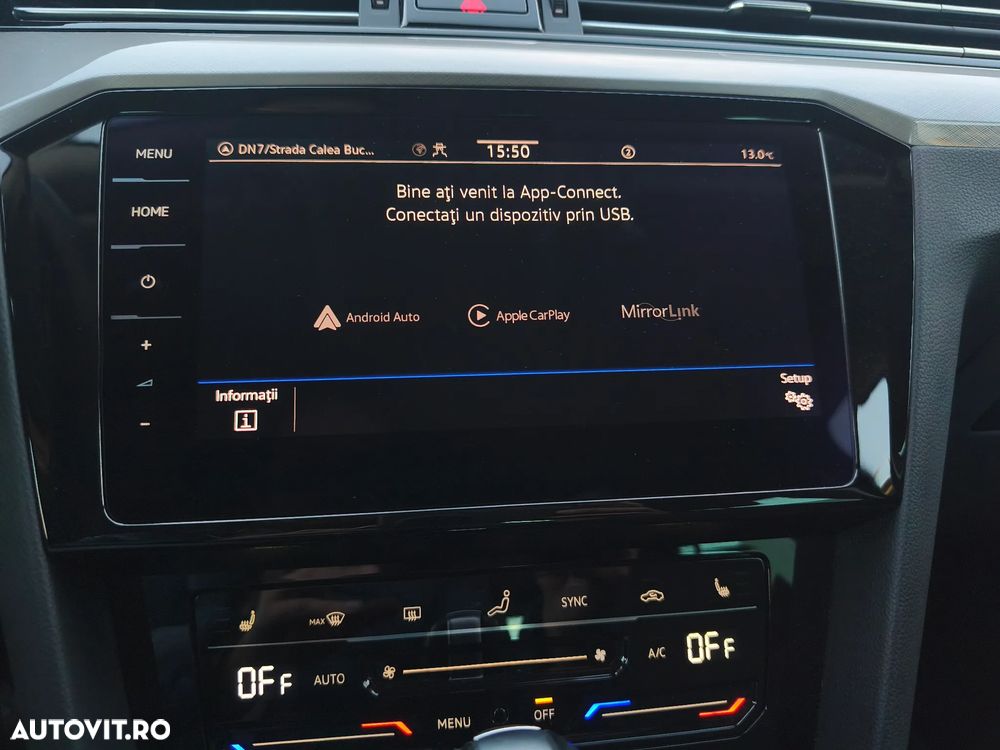 MENU
DN7/Strada Calea Buc...
15:50
2
13.0°C
HOME
Bine aţi venit la App-Connect.
Conectaţi un dispozitiv prin USB.
+
-
Android Auto
Apple CarPlay
MirrorLink
Informaţii
i
Setup
MAX
SYNC
OFF
AUTO
A/C
OFF
MENU
OFF
AUTOVIT.RO